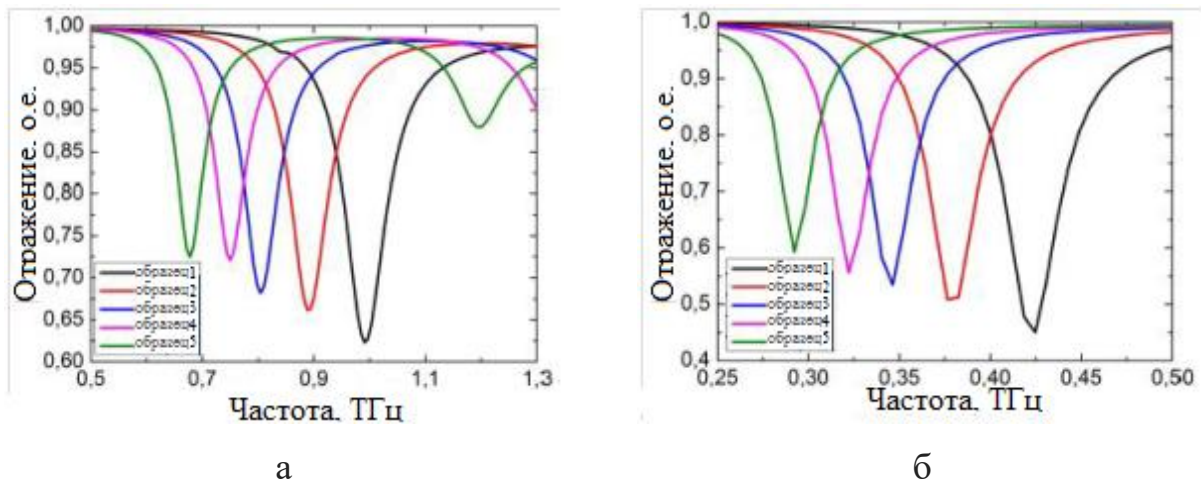 1.00
0,95
0,90
0,85
0,80
0,75
0,70
0,65
0,60
0.5
0,7
0,9
1,1
1,3
Отражение. о.е.
Частота, ТГц
образец1
образец2
образец3
образец4
образец5
а
1.0
0,9
0,8
0,7
0,6
0,5
0,4
0,25
0,30
0,35
0,40
0,45
0,50
Отражение. о.е.
Частота, ТГц
образец1
образец2
образец3
образец4
образец5
б